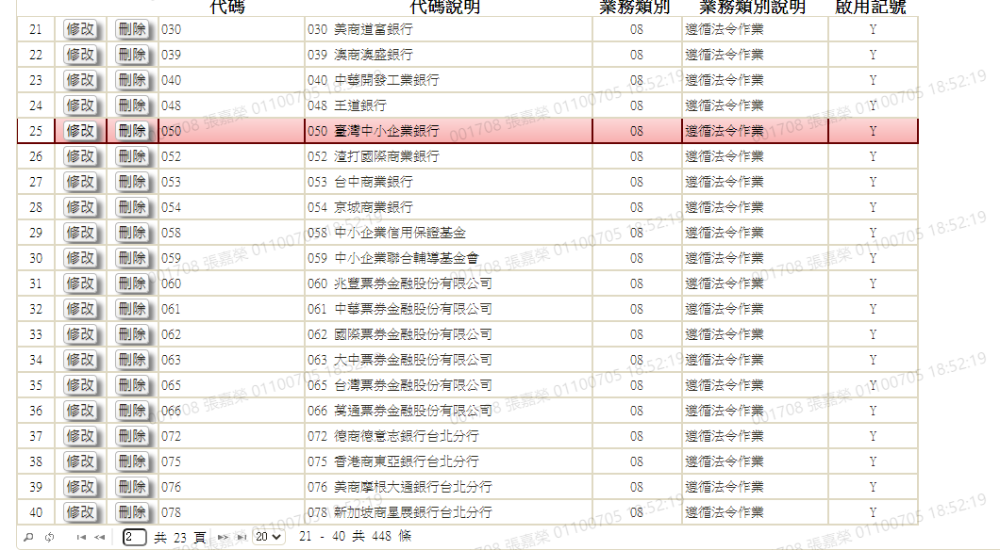 代碼 代碼說明 業務類別 業務類別說明 啟用記號
21 修改 刪除 030 030 美商道富銀行 08 遵循法令作業 Y
22 修改 刪除 039 039 澳商澳盛銀行 08 遵循法令作業 Y
23 修改 刪除 040 040 中華開發工業銀行 08 遵循法令作業 Y
24 修改 刪除 048 048 王道銀行 08 遵循法令作業 Y
25 修改 刪除 050 050 臺灣中小企業銀行 08 遵循法令作業 Y
26 修改 刪除 052 052 渣打國際商業銀行 08 遵循法令作業 Y
27 修改 刪除 053 053 台中商業銀行 08 遵循法令作業 Y
28 修改 刪除 054 054 京城商業銀行 08 遵循法令作業 Y
29 修改 刪除 058 058 中小企業信用保證基金 08 遵循法令作業 Y
30 修改 刪除 059 059 中小企業聯合輔導基金會 08 遵循法令作業 Y
31 修改 刪除 060 060 兆豐票券金融股份有限公司 08 遵循法令作業 Y
32 修改 刪除 061 061 中華票券金融股份有限公司 08 遵循法令作業 Y
33 修改 刪除 062 062 國際票券金融股份有限公司 08 遵循法令作業 Y
34 修改 刪除 063 063 大中票券金融股份有限公司 08 遵循法令作業 Y
35 修改 刪除 065 065 台灣票券金融股份有限公司 08 遵循法令作業 Y
36 修改 刪除 066 066 萬通票券金融股份有限公司 08 遵循法令作業 Y
37 修改 刪除 072 072 德商德意志銀行台北分行 08 遵循法令作業 Y
38 修改 刪除 075 075 香港商東亞銀行台北分行 08 遵循法令作業 Y
39 修改 刪除 076 076 美商摩根大通銀行台北分行 08 遵循法令作業 Y
40 修改 刪除 078 078 新加坡商星展銀行台北分行 08 遵循法令作業 Y
2 共 23 頁 20 21 - 40 共 448 條
001708 張嘉榮 01100705 18:52:19